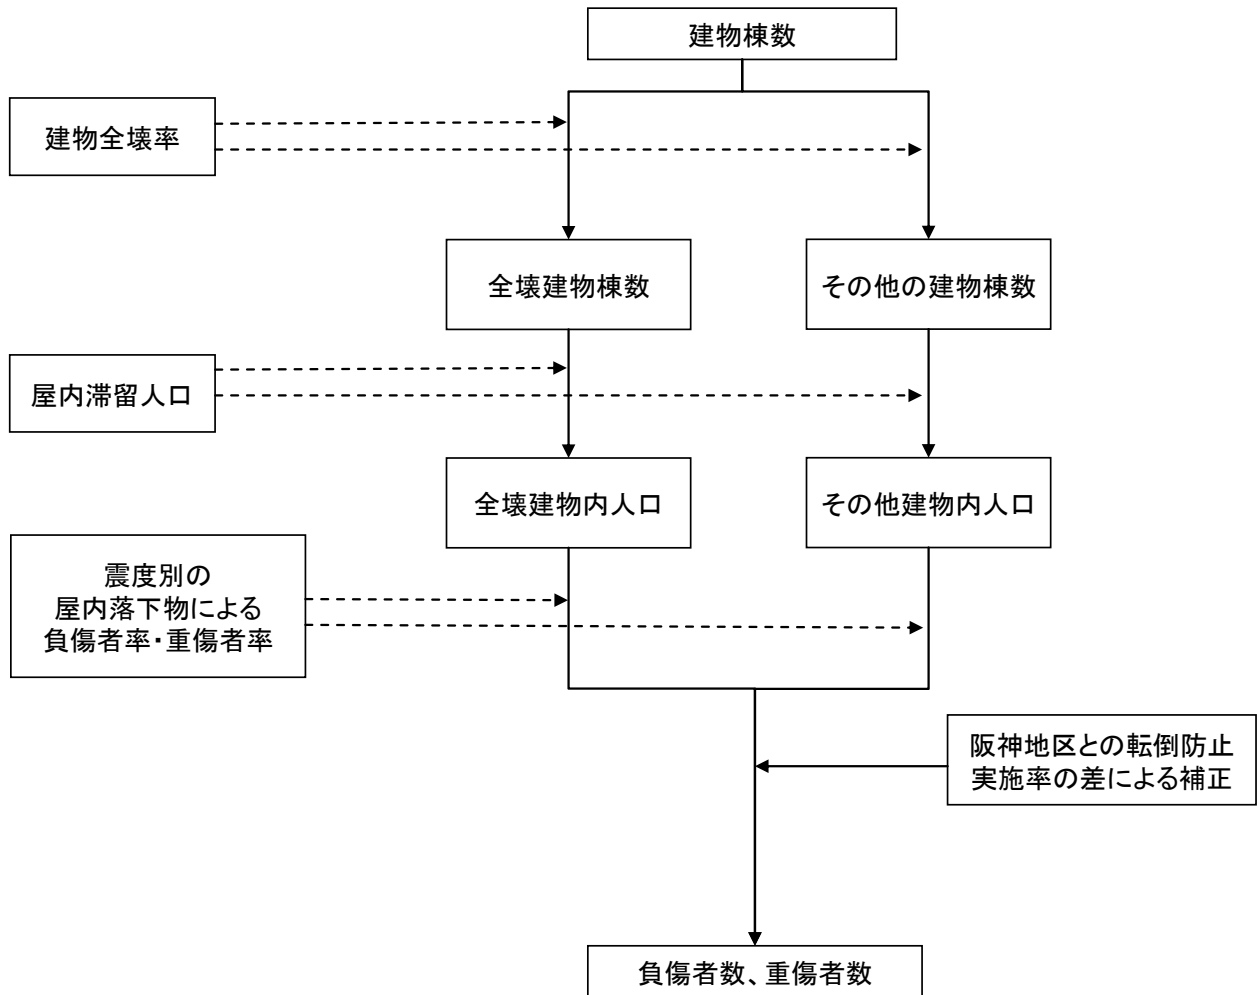 建物棟数
建物全壊率
全壊建物棟数
その他の建物棟数
屋内滞留人口
全壊建物内人口
その他建物内人口
震度別の
屋内落下物による
負傷者率・重傷者率
阪神地区との転倒防止
実施率の差による補正
負傷者数、重傷者数